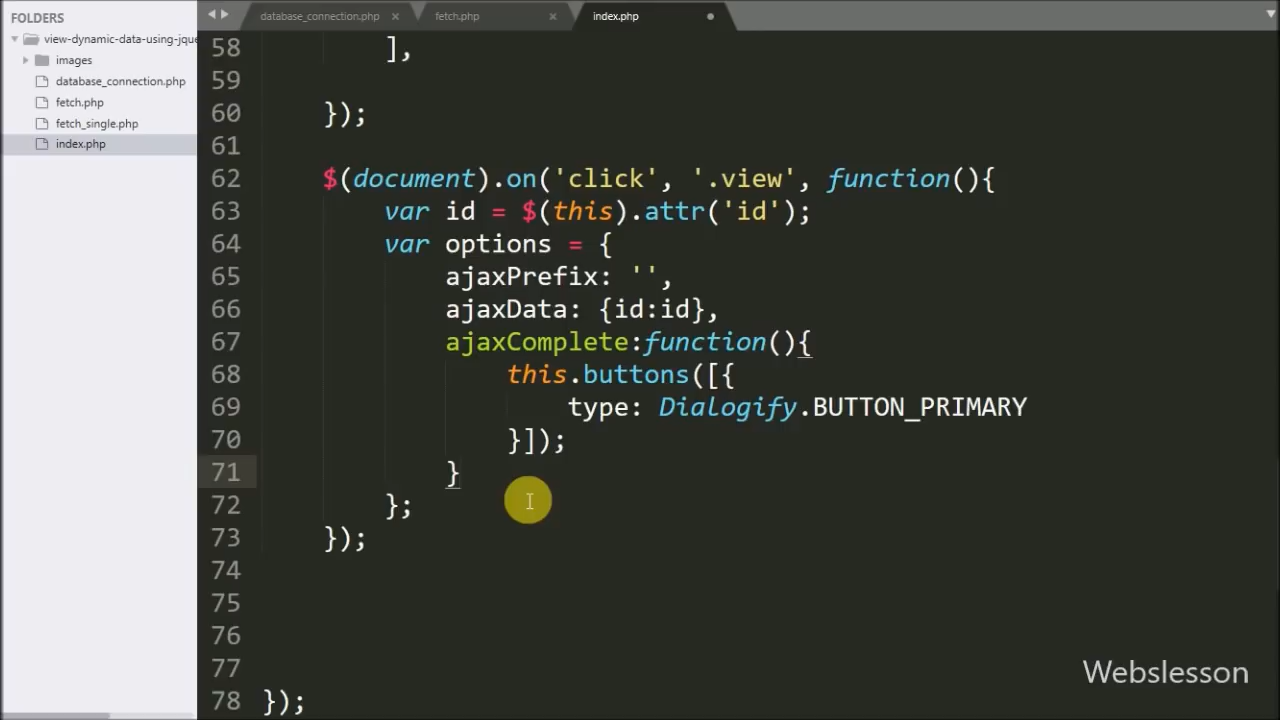 FOLDERS
view-dynamic-data-using-jque
images
database_connection.php
fetch.php
fetch_single.php
index.php
database_connection.php × fetch.php × index.php
58 ],
59
60 });
61
62 $(document).on('click', '.view', function(){
63 var id = $(this).attr('id');
64 var options = {
65 ajaxPrefix: '',
66 ajaxData: {id:id},
67 ajaxComplete:function(){
68 this.buttons([{
69 type: Dialogify.BUTTON_PRIMARY
70 }]);
71 }
72 };
73 });
74
75
76
77
78 });
Webslesson